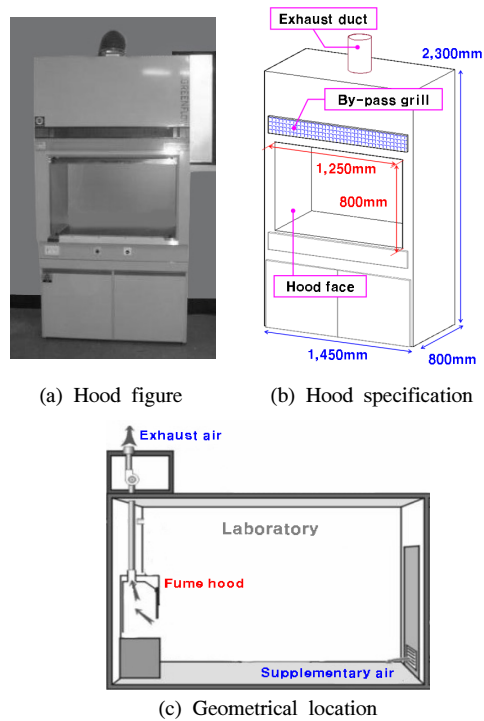 Exhaust duct
2,300mm
By-pass grill
1,250mm
800mm
Hood face
1,450mm
800mm
(a) Hood figure
(b) Hood specification
Exhaust air
Laboratory
Fume hood
Supplementary air
(c) Geometrical location